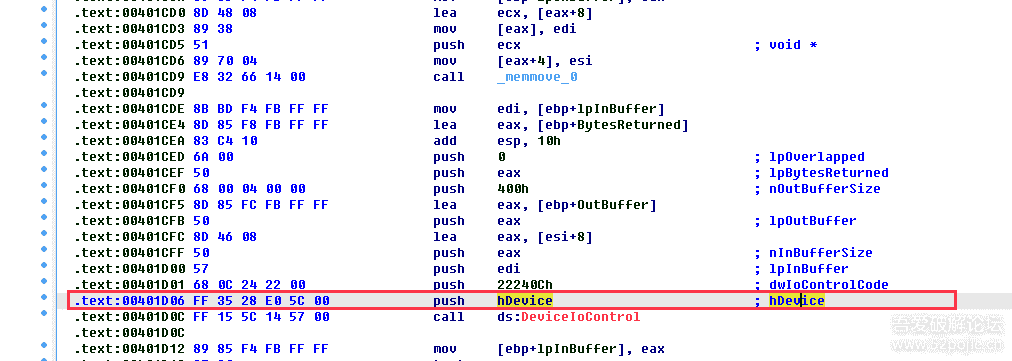 .text:00401CD0 8D 48 08 lea ecx, [eax+8]
.text:00401CD3 89 38 mov [eax], edi
.text:00401CD5 51 push ecx ; void *
.text:00401CD6 89 70 04 mov [eax+4], esi
.text:00401CD9 E8 32 66 14 00 call _memmove_0
.text:00401CD9
.text:00401CDE 8B BD F4 FB FF FF mov edi, [ebp+lpInBuffer]
.text:00401CE4 8D 85 F8 FB FF FF lea eax, [ebp+BytesReturned]
.text:00401CEA 83 C4 10 add esp, 10h
.text:00401CED 6A 00 push 0 ; lpOverlapped
.text:00401CEF 50 push eax ; lpBytesReturned
.text:00401CF0 68 00 04 00 00 push 400h ; nOutBufferSize
.text:00401CF5 8D 85 FC FB FF FF lea eax, [ebp+OutBuffer]
.text:00401CFB 50 push eax ; lpOutBuffer
.text:00401CFC 8D 46 08 lea eax, [esi+8]
.text:00401CFF 50 push eax ; nInBufferSize
.text:00401D00 57 push edi ; lpInBuffer
.text:00401D01 68 0C 24 22 00 push 22240Ch ; dwIoControlCode
.text:00401D06 FF 35 28 E0 5C 00 push hDevice ; hDevice
.text:00401D0C FF 15 5C 14 57 00 call ds:DeviceIoControl
.text:00401D0C
.text:00401D12 89 85 F4 FB FF FF mov [ebp+lpInBuffer], eax
吾爱破解论坛
www.52pojie.cn